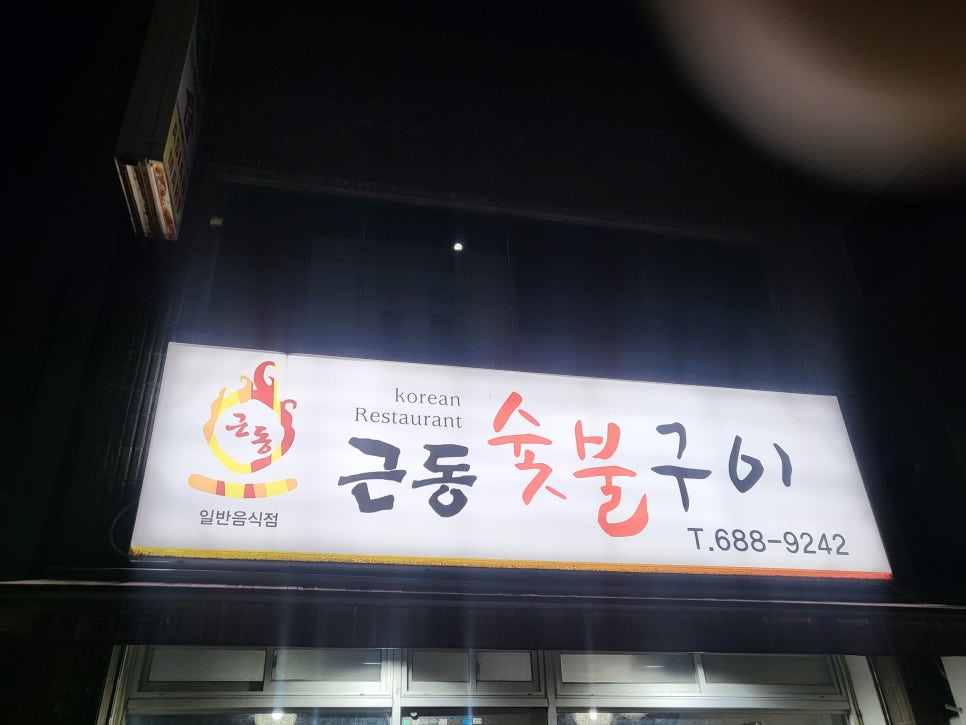 근동
일반음식점
korean
Restaurant
근동 숯불구이
T.688-9242